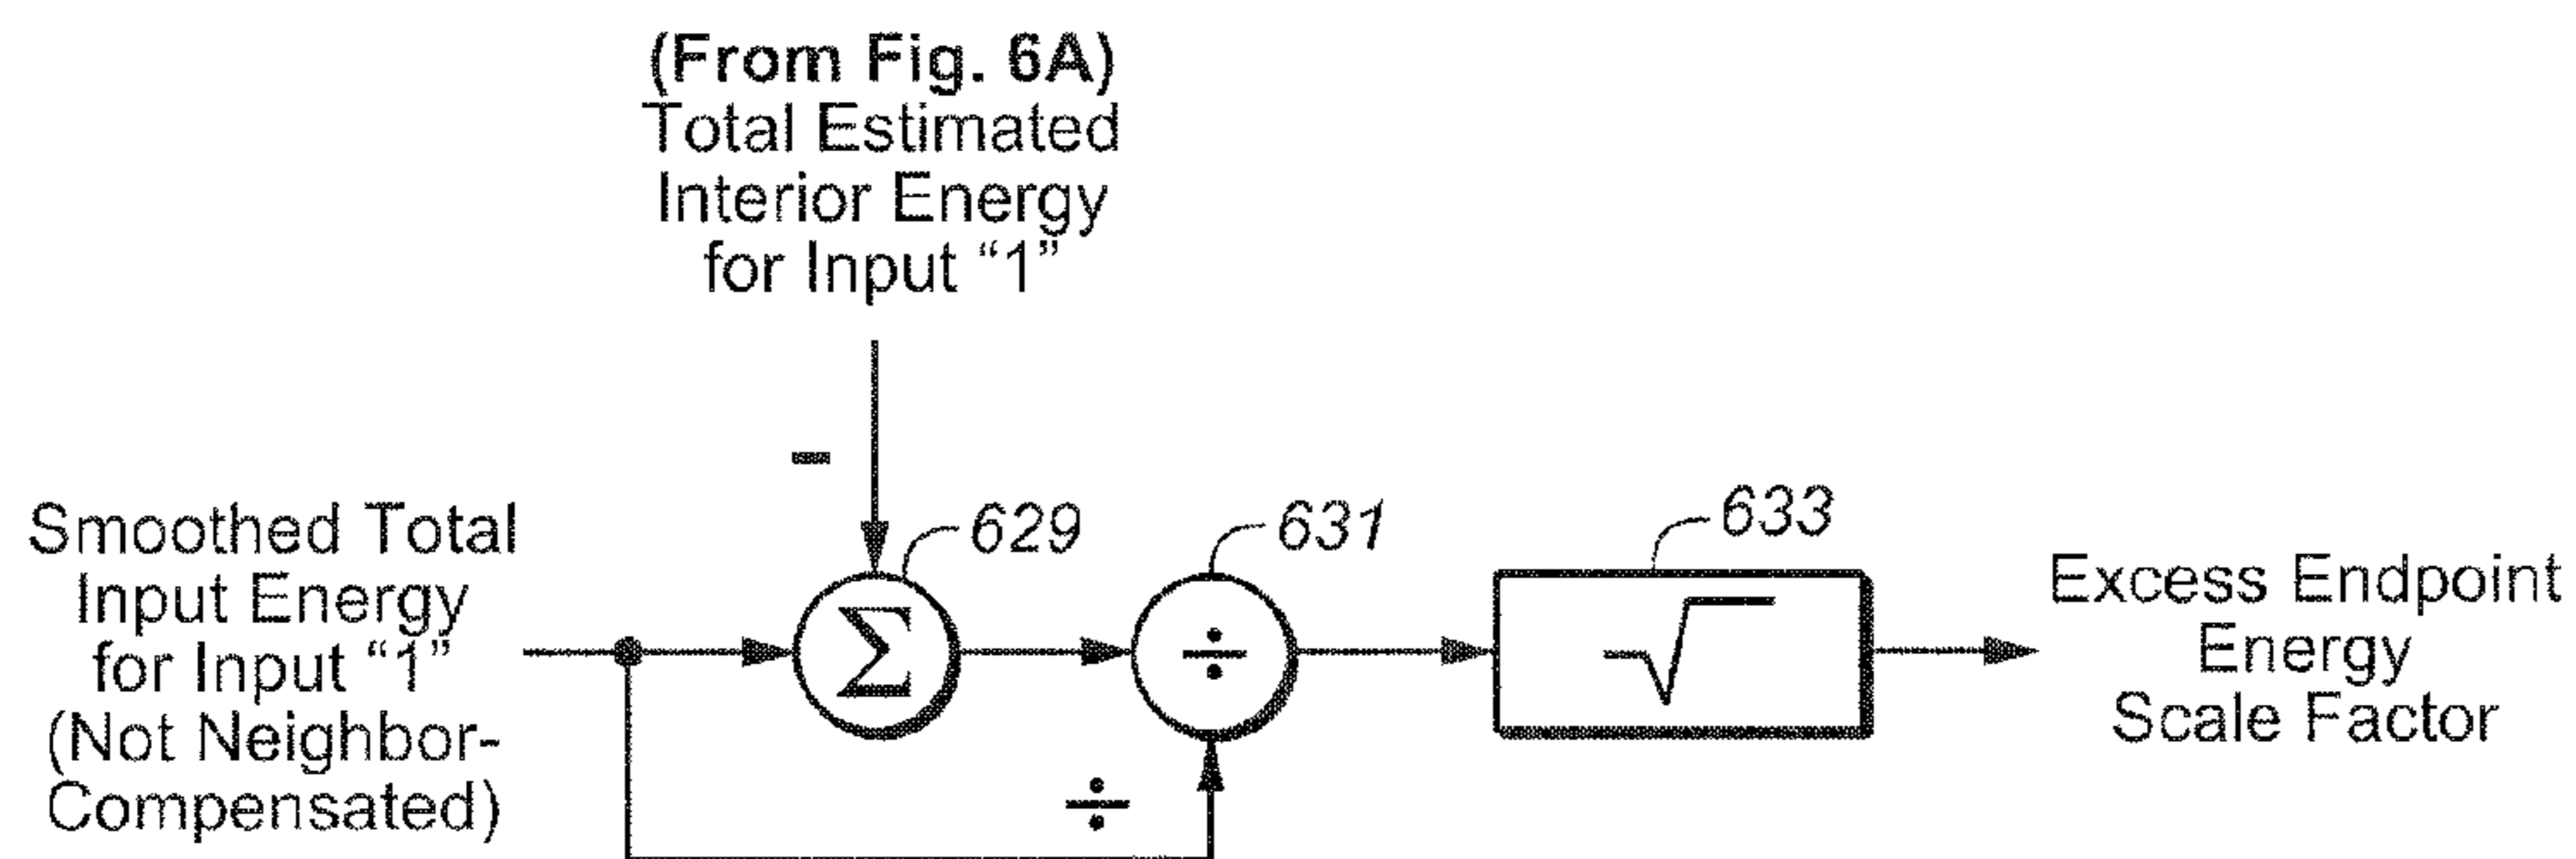 (From Fig. 6A)
Total Estimated
Interior Energy
for Input “1”
–
Smoothed Total
Input Energy
for Input “1”
(Not Neighbor-
Compensated)
629
Σ
631
÷
÷
633
√
Excess Endpoint
Energy
Scale Factor